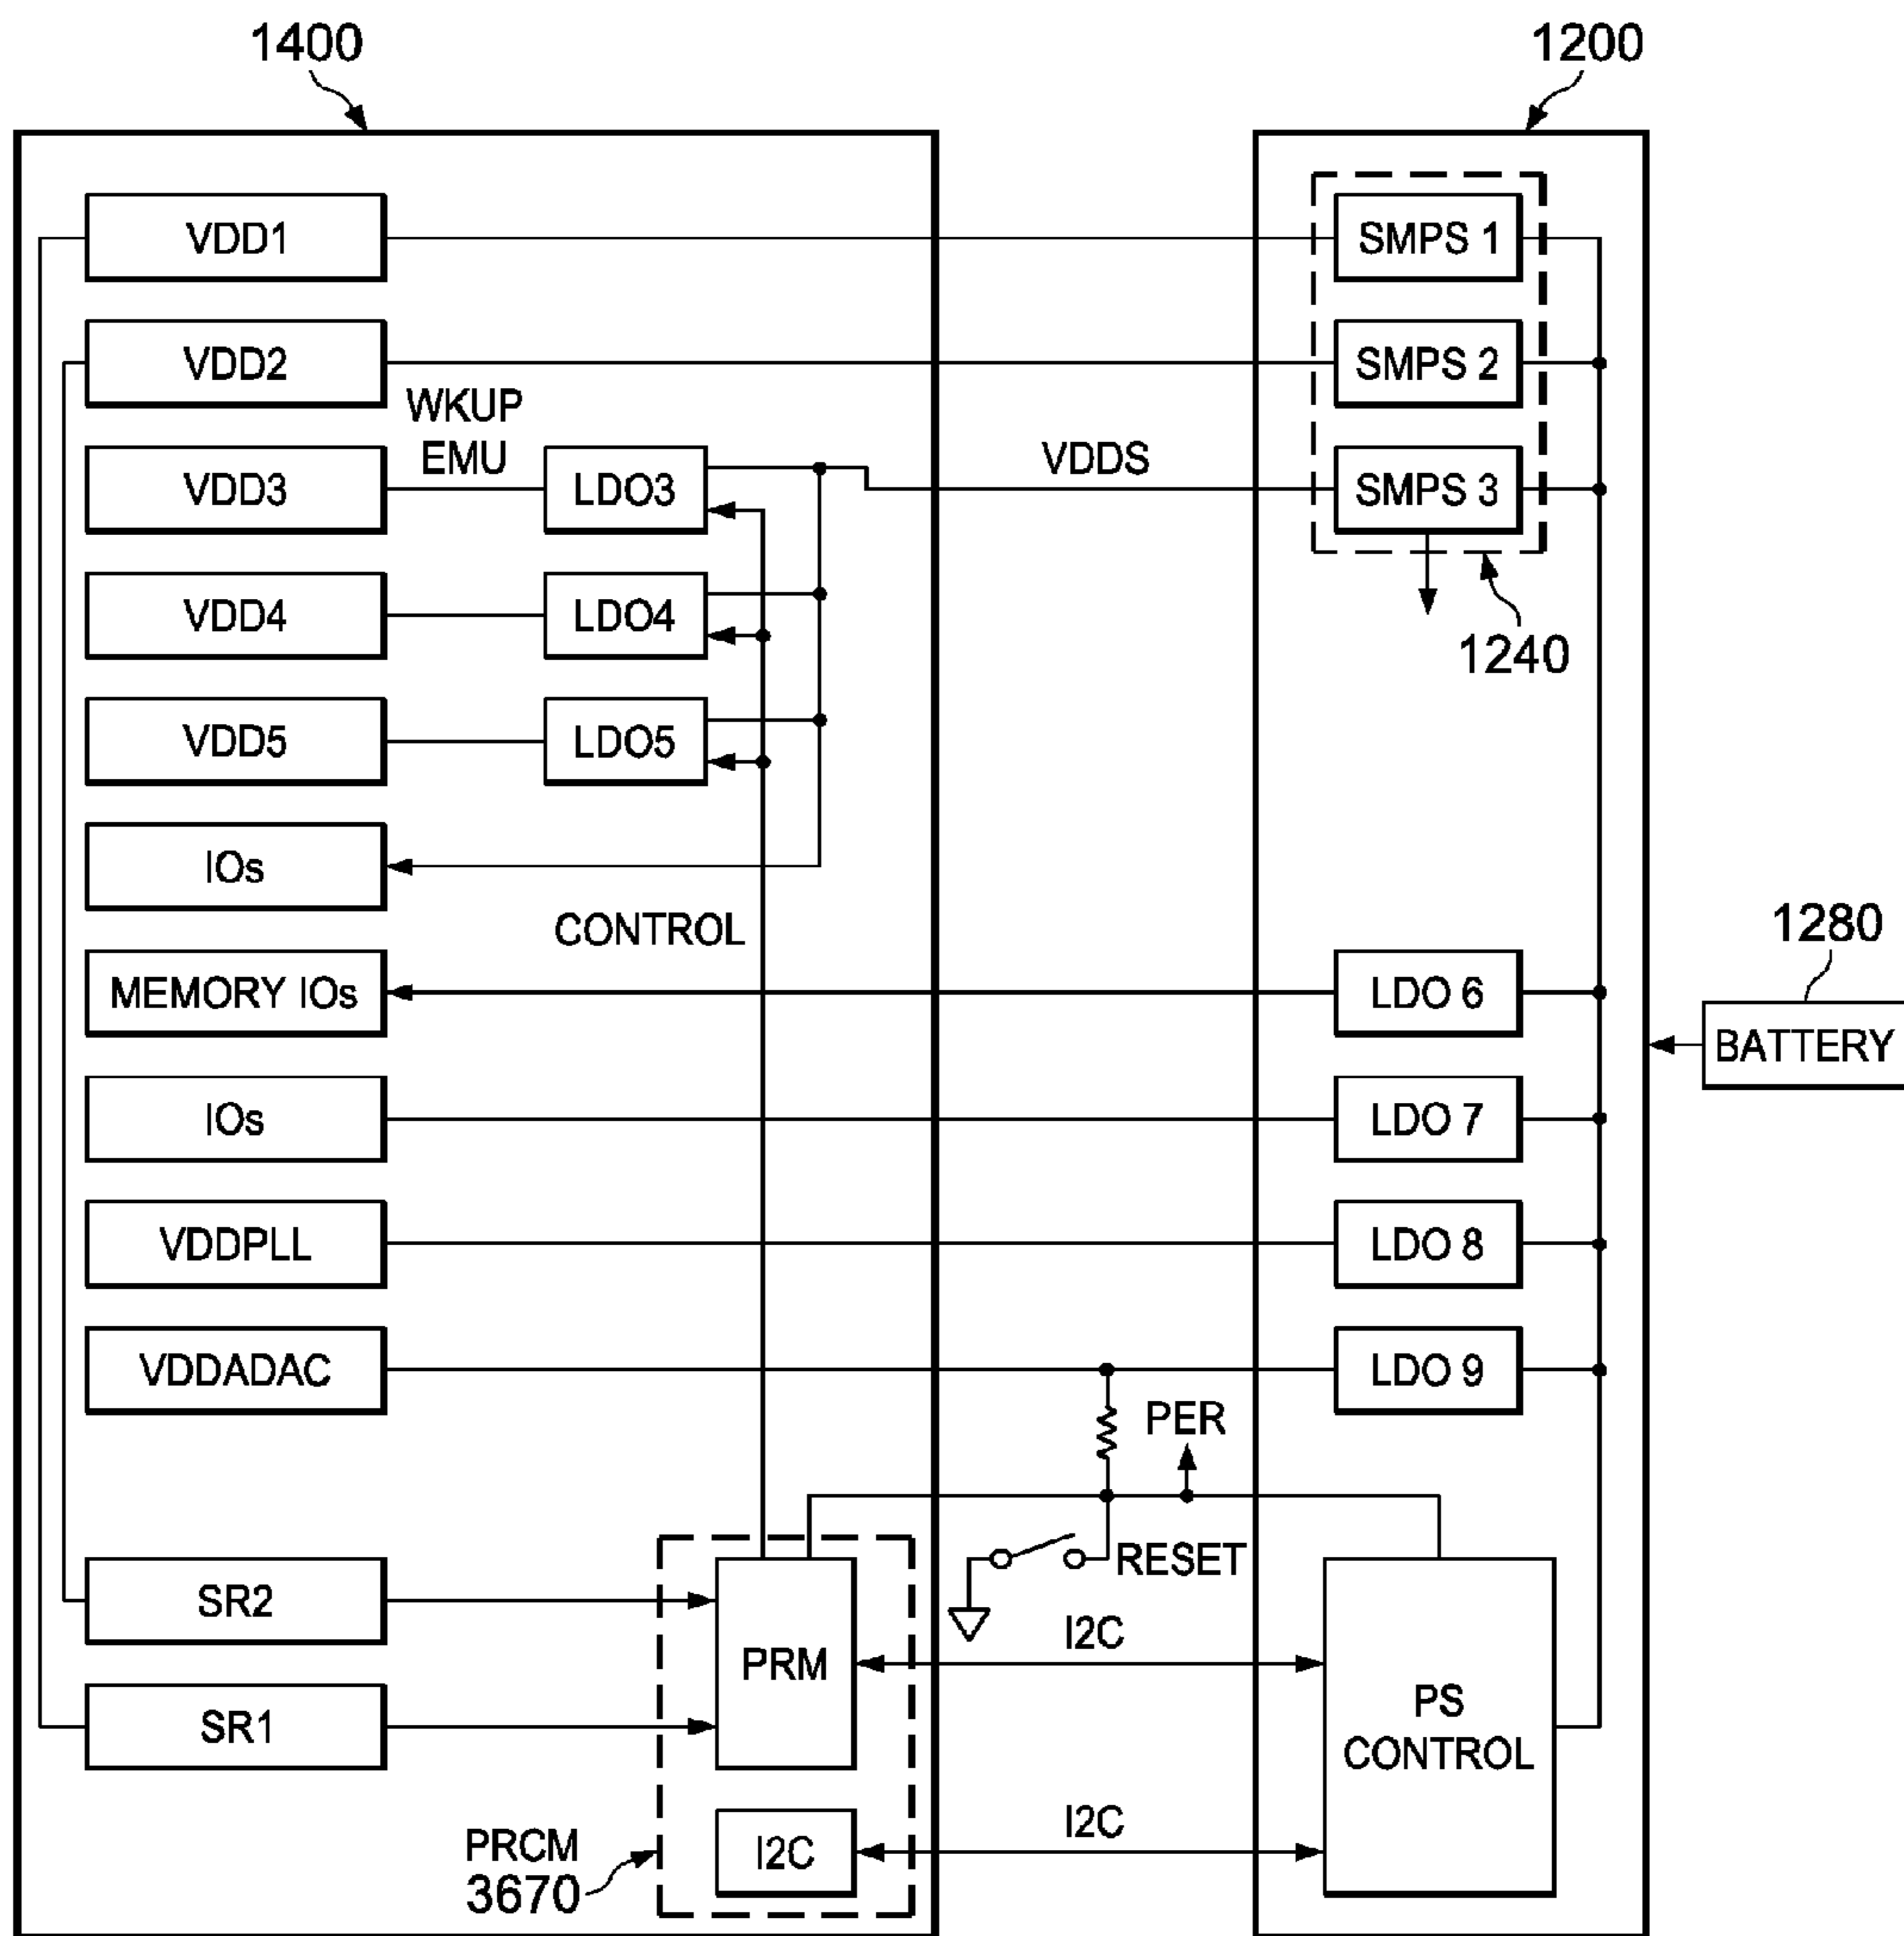 1400
1200
VDD1
SMPS 1
VDD2
SMPS 2
WKUP
EMU
VDD3
LDO3
VDDS
SMPS 3
VDD4
LDO4
1240
VDD5
LDO5
IOs
CONTROL
1280
MEMORY IOs
LDO 6
BATTERY
IOs
LDO 7
VDDPLL
LDO 8
VDDADAC
LDO 9
PER
RESET
SR2
I2C
PRM
SR1
PS
CONTROL
I2C
PRCM
3670
I2C